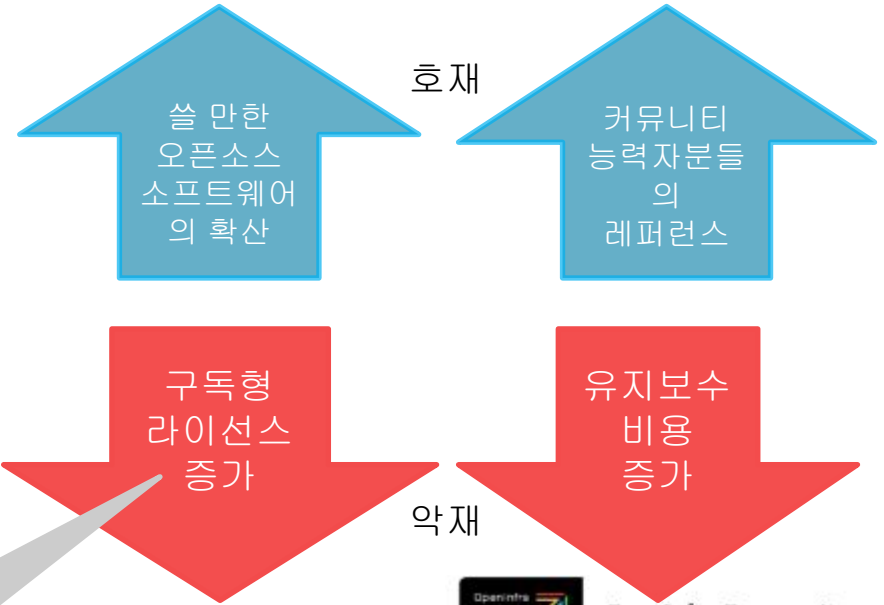 호재
쓸 만한
오픈소스
소프트웨어
의 확산
커뮤니티
능력자분들
의
레퍼런스
구독형
라이선스
증가
유지보수
비용
증가
악재
OpenInfra